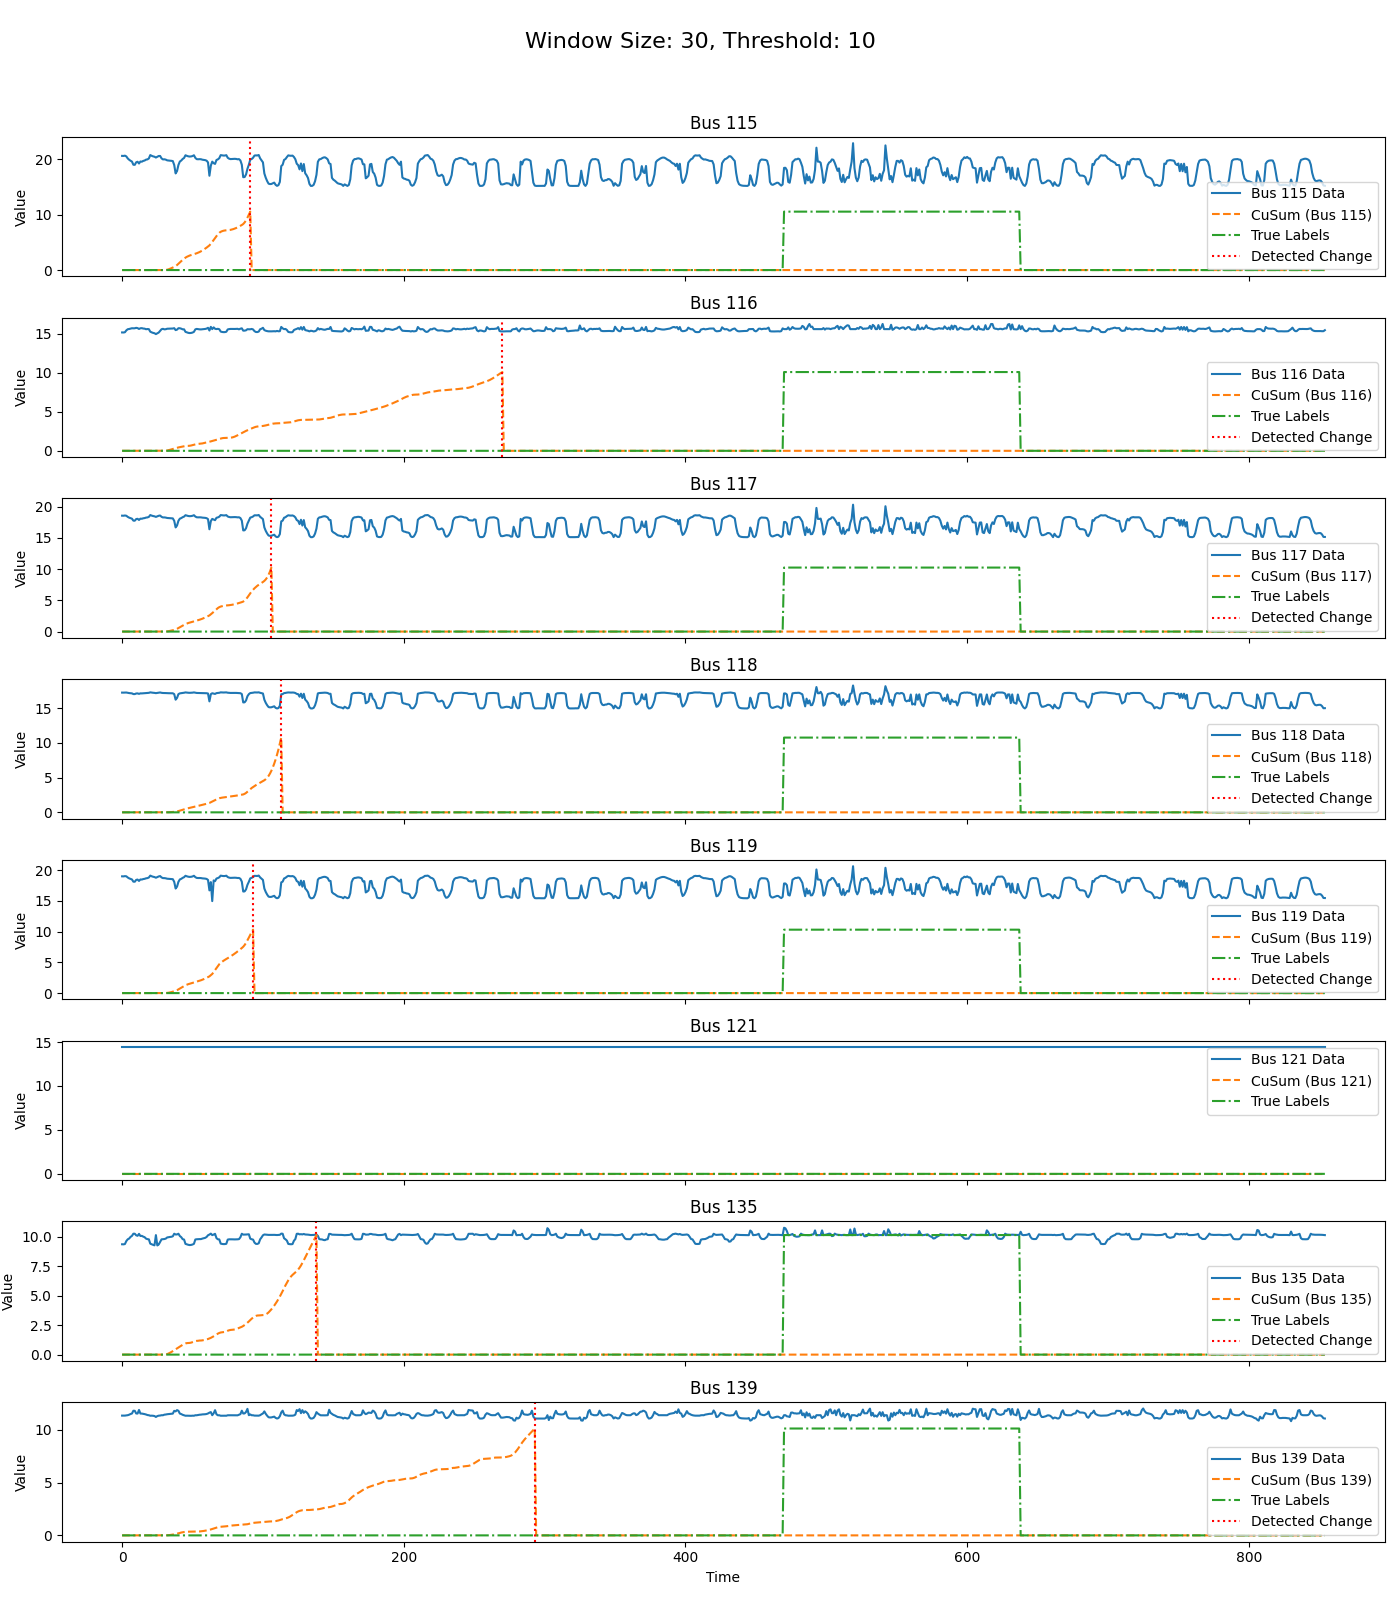 Window Size: 30, Threshold: 10
Bus 115
Value
20
10
0
Bus 115 Data
CuSum (Bus 115)
True Labels
Detected Change
Bus 116
Value
15
10
5
0
Bus 116 Data
CuSum (Bus 116)
True Labels
Detected Change
Bus 117
Value
20
15
10
5
0
Bus 117 Data
CuSum (Bus 117)
True Labels
Detected Change
Bus 118
Value
15
10
5
0
Bus 118 Data
CuSum (Bus 118)
True Labels
Detected Change
Bus 119
Value
20
15
10
5
0
Bus 119 Data
CuSum (Bus 119)
True Labels
Detected Change
Bus 121
Value
15
10
5
0
Bus 121 Data
CuSum (Bus 121)
True Labels
Bus 135
Value
10.0
7.5
5.0
2.5
0.0
Bus 135 Data
CuSum (Bus 135)
True Labels
Detected Change
Bus 139
Value
10
5
0
Bus 139 Data
CuSum (Bus 139)
True Labels
Detected Change
0 200 400 600 800
Time